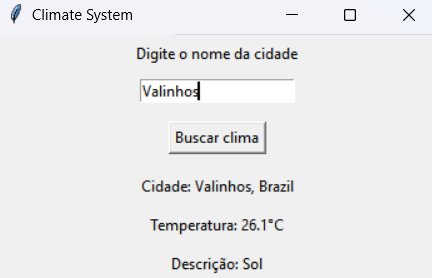 Climate System
Digite o nome da cidade
Valinhos
Buscar clima
Cidade: Valinhos, Brazil
Temperatura: 26.1°C
Descrição: Sol